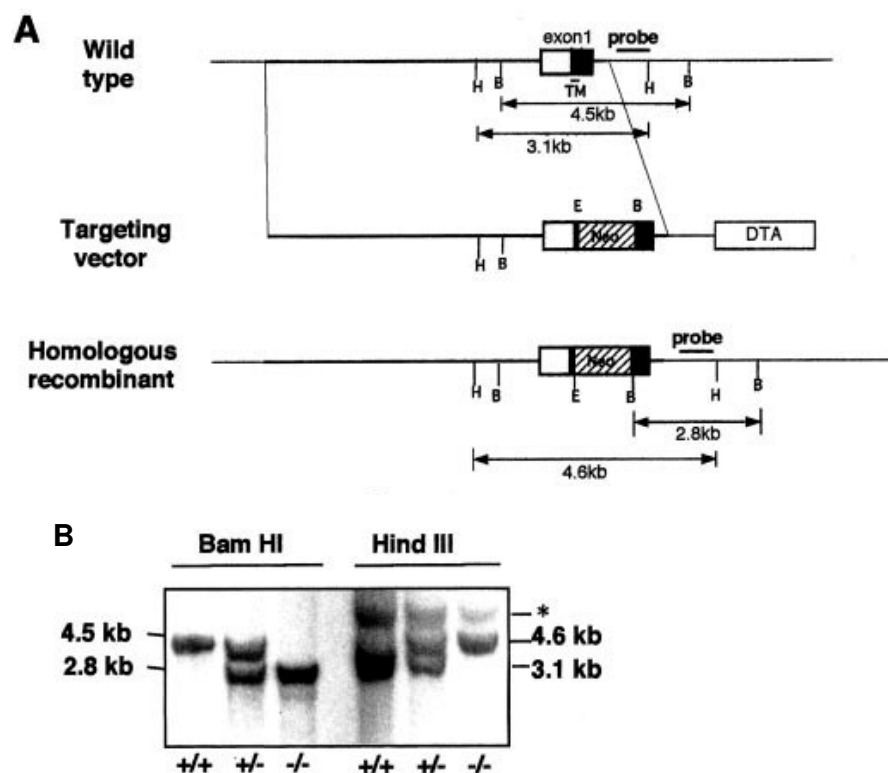 A
Wild
type
exon1
probe
H
B
TM
H
B
4.5kb
3.1kb
Targeting
vector
E
B
Neo
DTA
H
B
Homologous
recombinant
probe
Neo
H
B
E
B
H
B
2.8kb
4.6kb
B
Bam HI
Hind III
4.5 kb
2.8 kb
*
4.6 kb
3.1 kb
+/+ +/- -/- +/+ +/- -/-